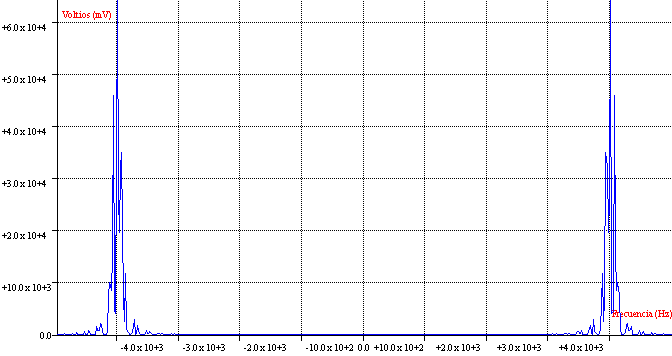 Voltios (mV)
+6.0 x 10+4
+5.0 x 10+4
+4.0 x 10+4
+3.0 x 10+4
+2.0 x 10+4
+10.0 x 10+3
0.0
-4.0 x 10+3 -3.0 x 10+3 -2.0 x 10+3 -10.0 x 10+2 0.0 +10.0 x 10+2 +2.0 x 10+3 +3.0 x 10+3 +4.0 x 10+3
Frecuencia (Hz)